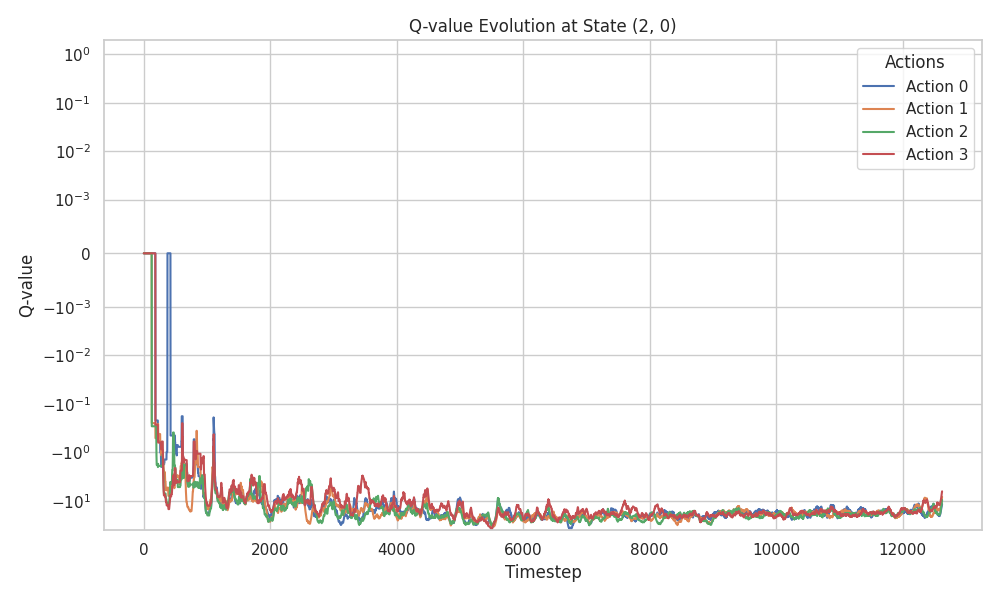 Q-value Evolution at State (2, 0)
Q-value
10⁰
10⁻¹
10⁻²
10⁻³
0
−10⁻³
−10⁻²
−10⁻¹
−10⁰
−10¹
Actions
Action 0
Action 1
Action 2
Action 3
0 2000 4000 6000 8000 10000 12000
Timestep